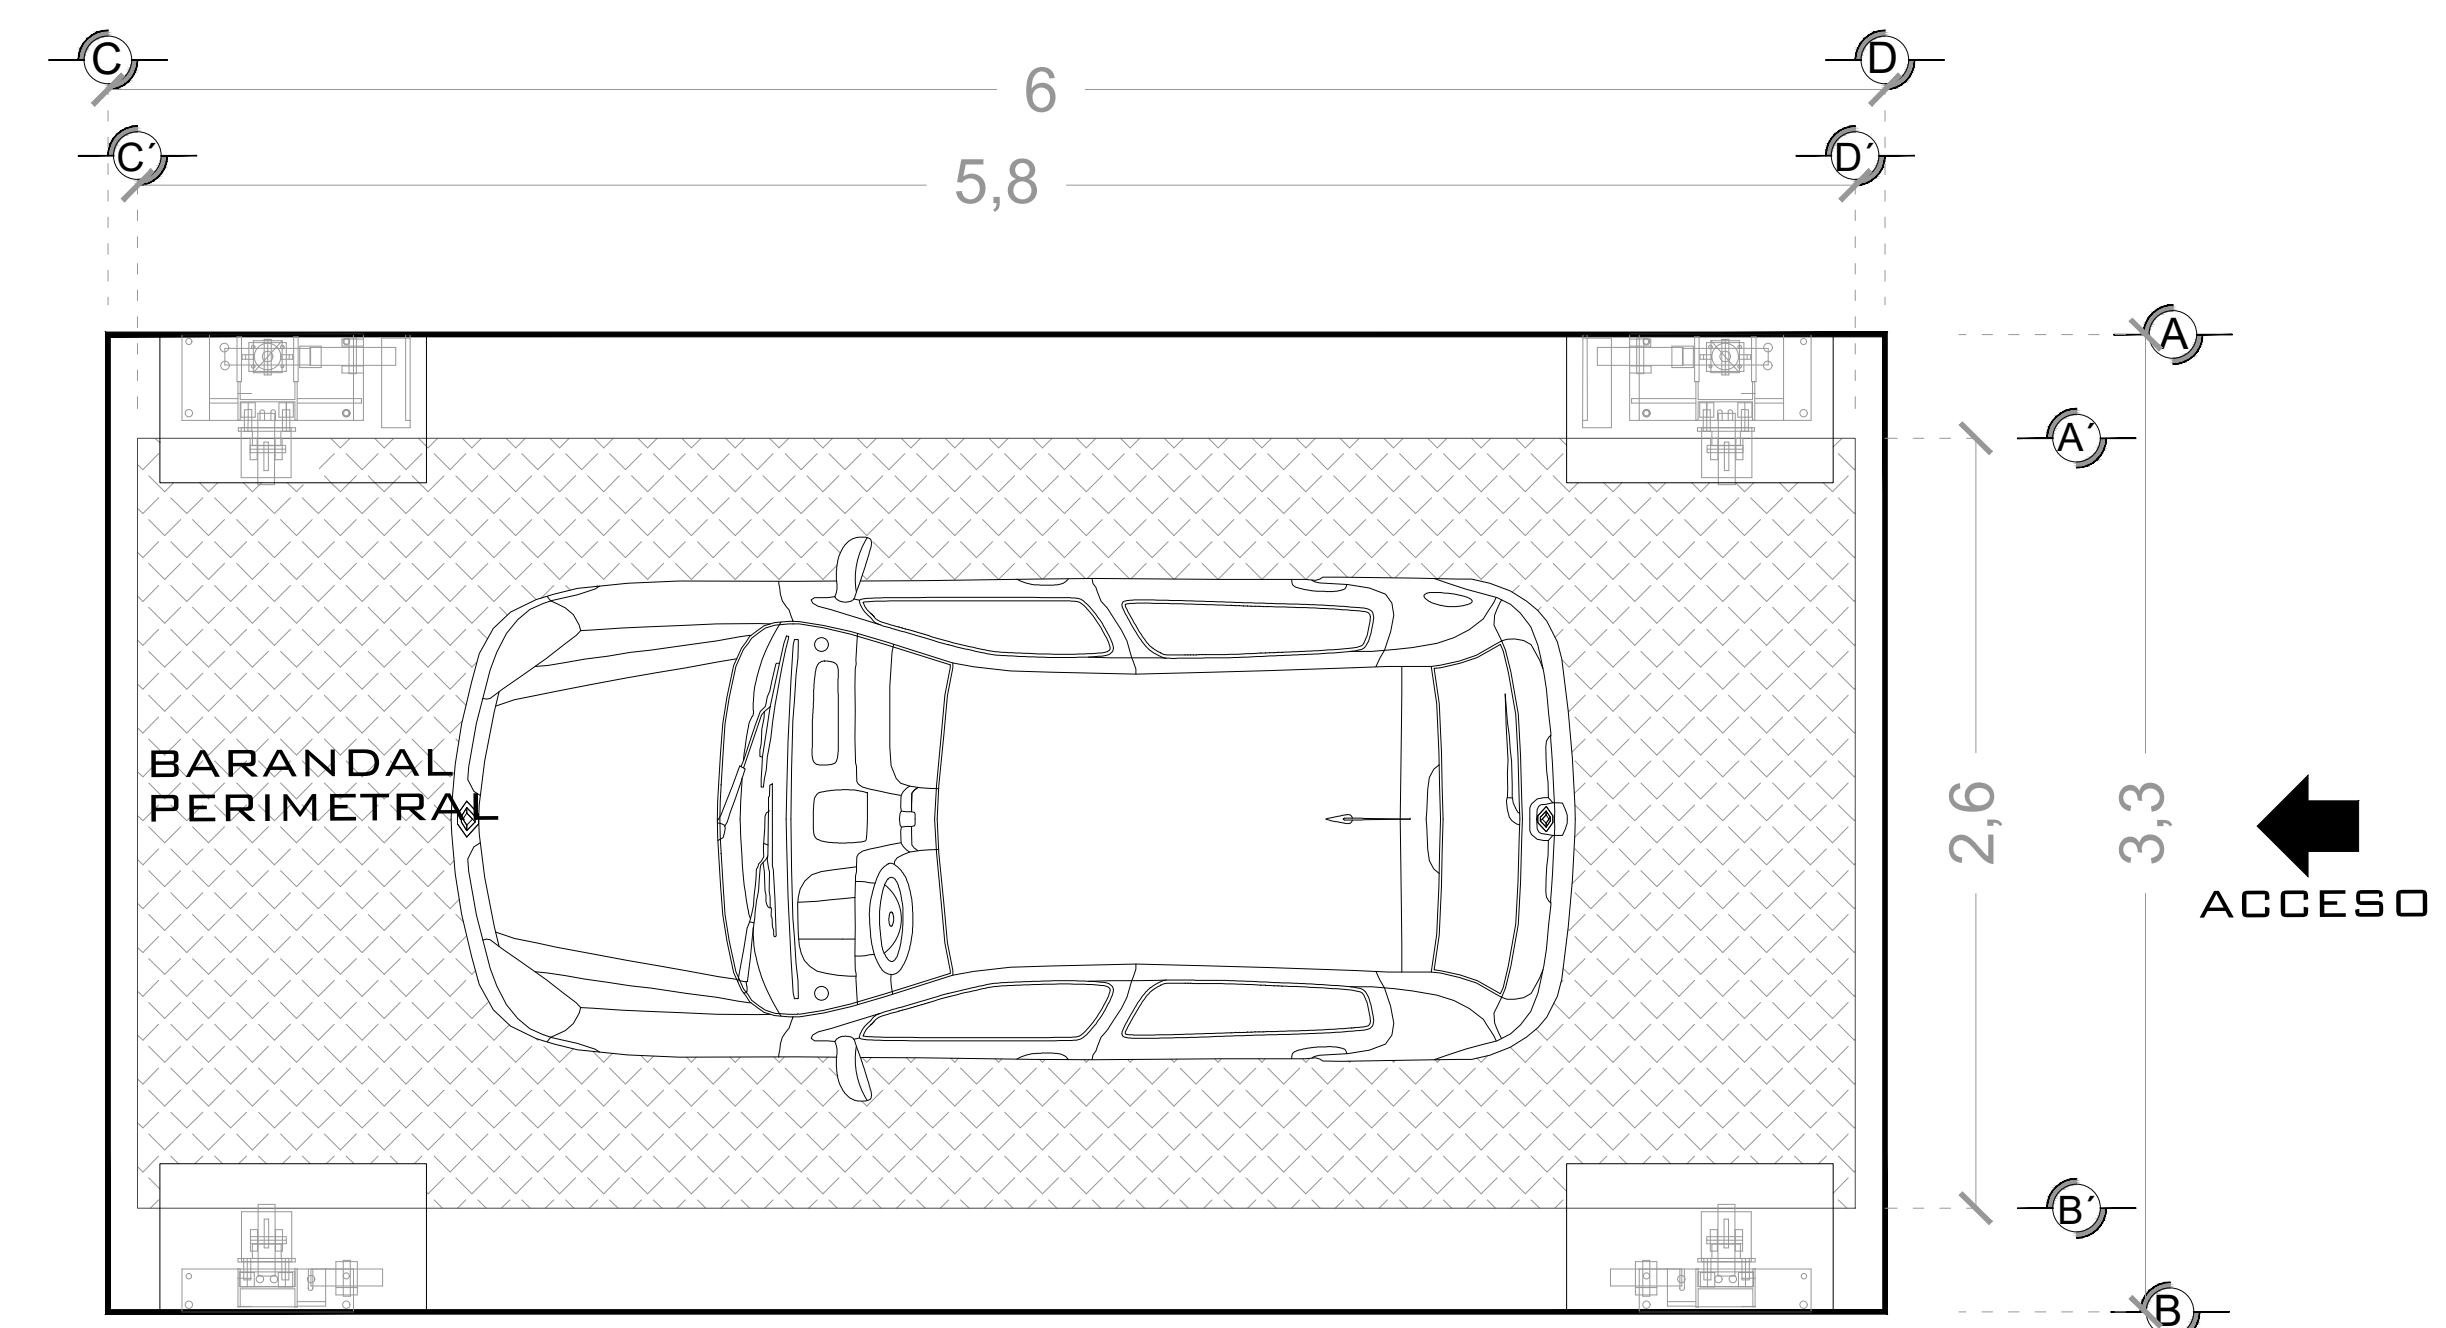 C
D
6
C´
D´
5,8
A
A´
BARANDAL
PERIMETRAL
2,6
3,3
ACCESO
B´
B